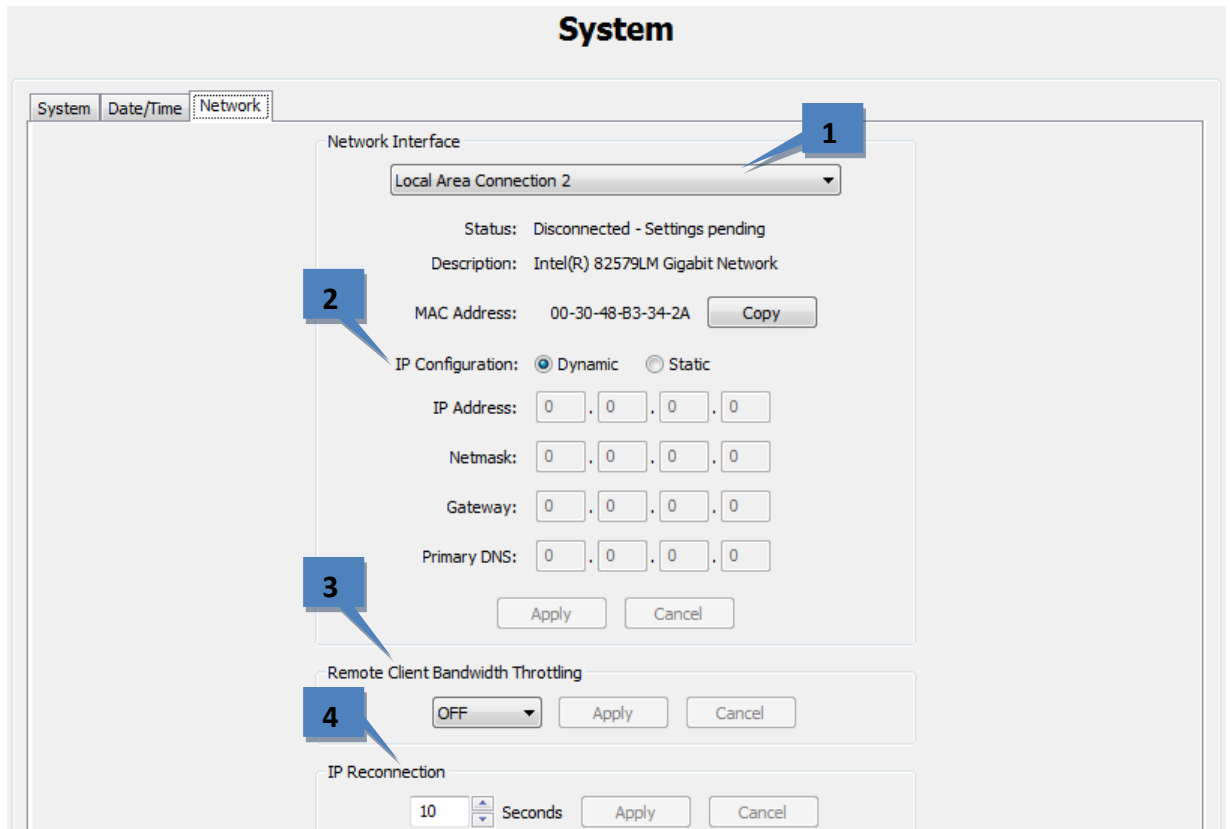 System
System Date/Time Network
1
Network Interface
Local Area Connection 2
Status: Disconnected - Settings pending
Description: Intel(R) 82579LM Gigabit Network
2
MAC Address: 00-30-48-B3-34-2A Copy
IP Configuration: Dynamic Static
IP Address: 0 . 0 . 0 . 0
Netmask: 0 . 0 . 0 . 0
Gateway: 0 . 0 . 0 . 0
Primary DNS: 0 . 0 . 0 . 0
3
Apply Cancel
Remote Client Bandwidth Throttling
4
OFF Apply Cancel
IP Reconnection
10 Seconds Apply Cancel